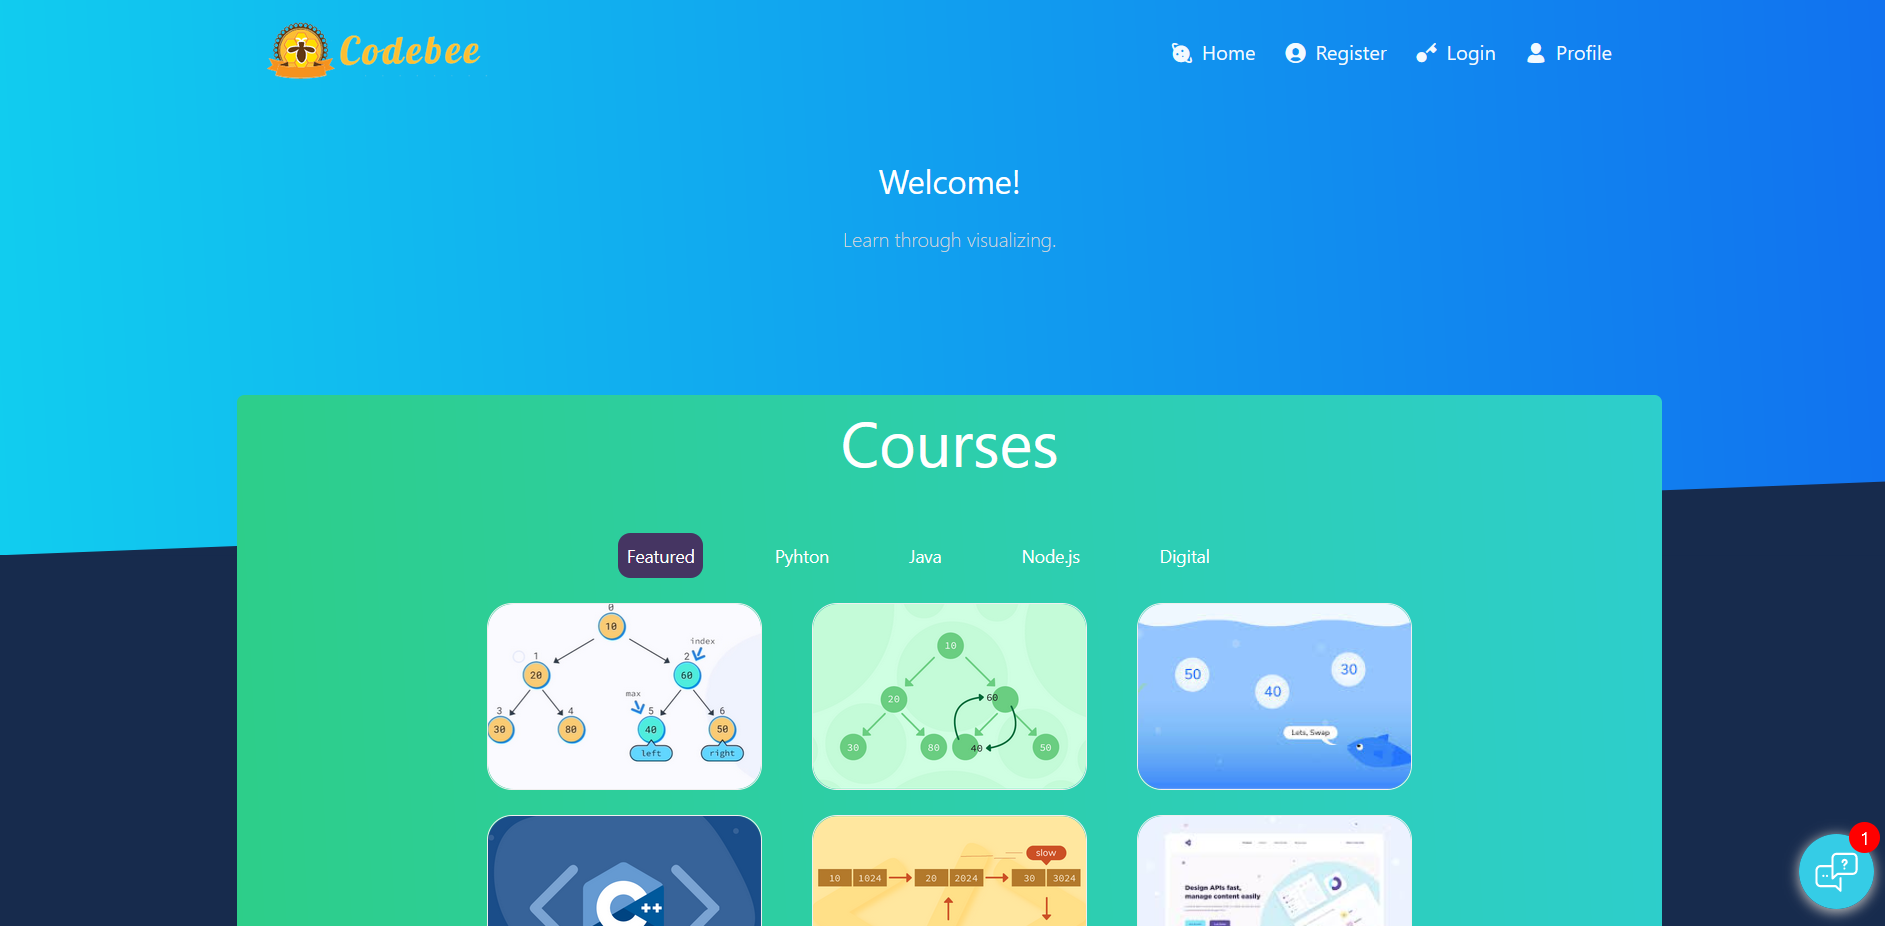 Codebee
Home
Register
Login
Profile
Welcome!
Learn through visualizing.
Courses
Featured
Pyhton
Java
Node.js
Digital
0
10
index
1
2
20
60
max
3
4
5
6
30
80
40
50
left
right
10
20
60
30
80
40
50
50
40
30
Lets, Swap
C++
slow
10 1024
20 2024
30 3024
Design APIs fast,
manage content easily
1